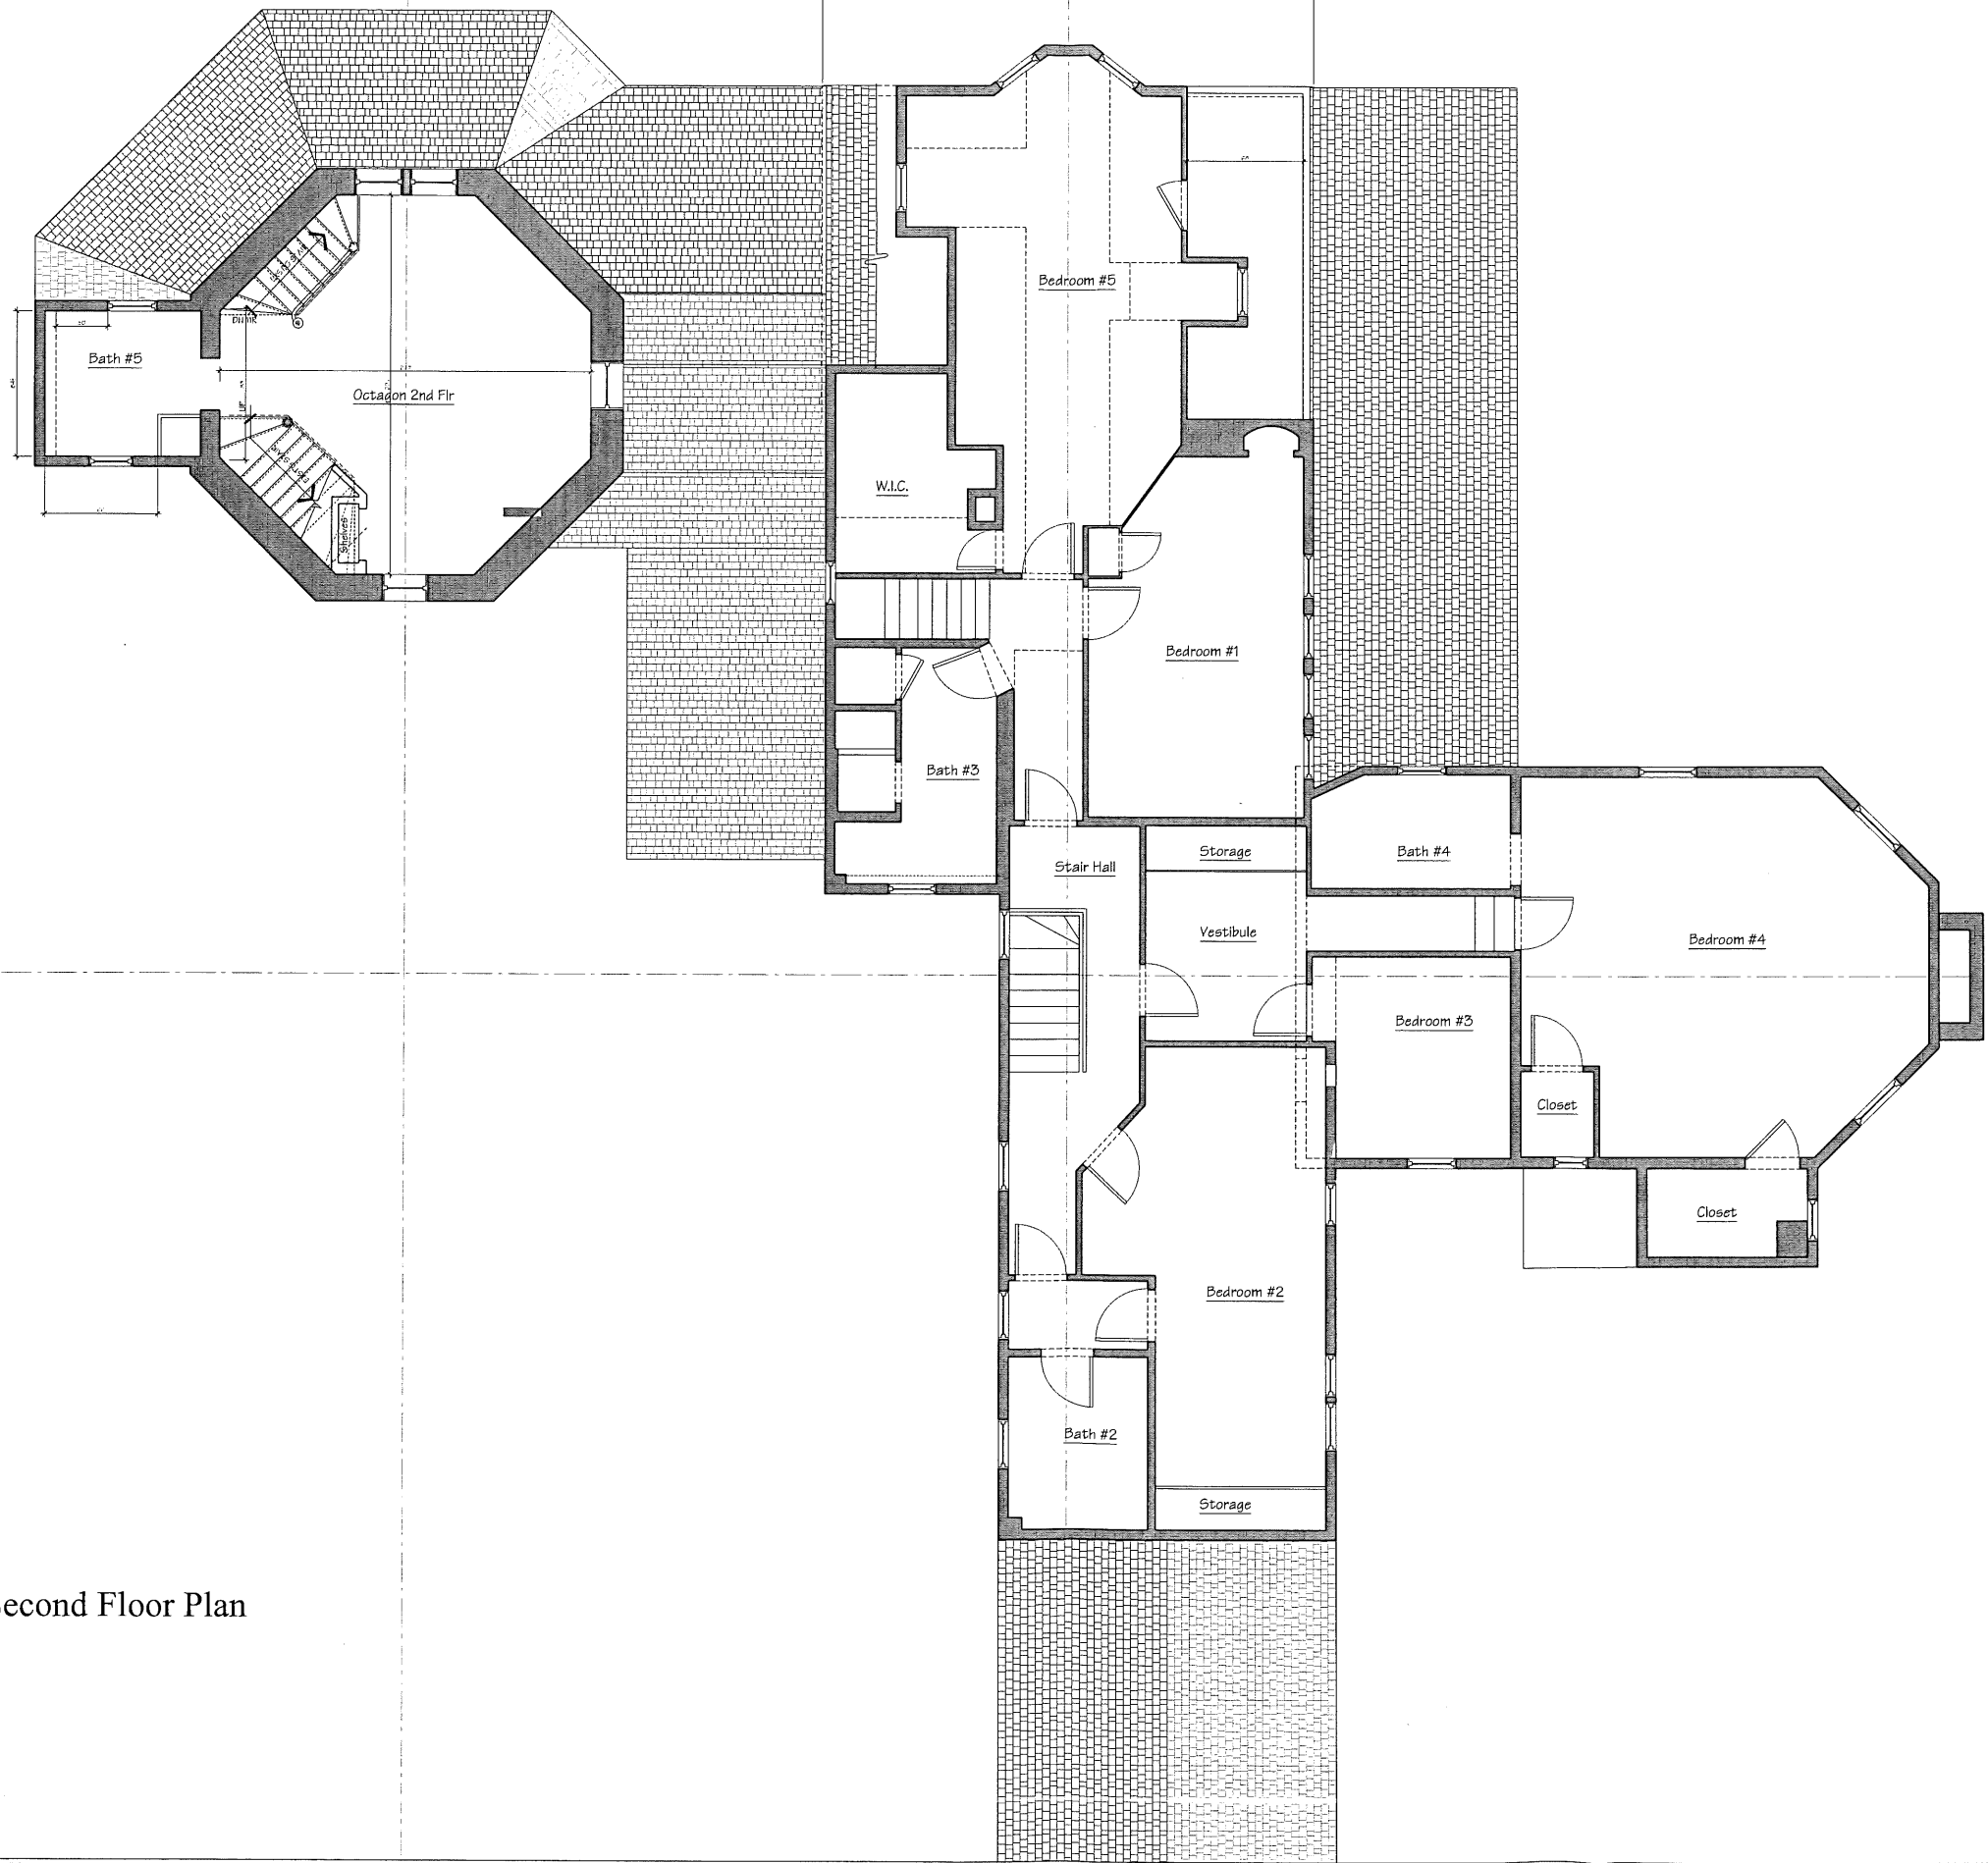 Bedroom #5
Bath #5
Octagon 2nd Flr
W.I.C.
Shelves
Bedroom #1
Bath #3
Stair Hall
Storage
Bath #4
Vestibule
Bedroom #4
Bedroom #3
Closet
Closet
Bedroom #2
Bath #2
Storage
econd Floor Plan